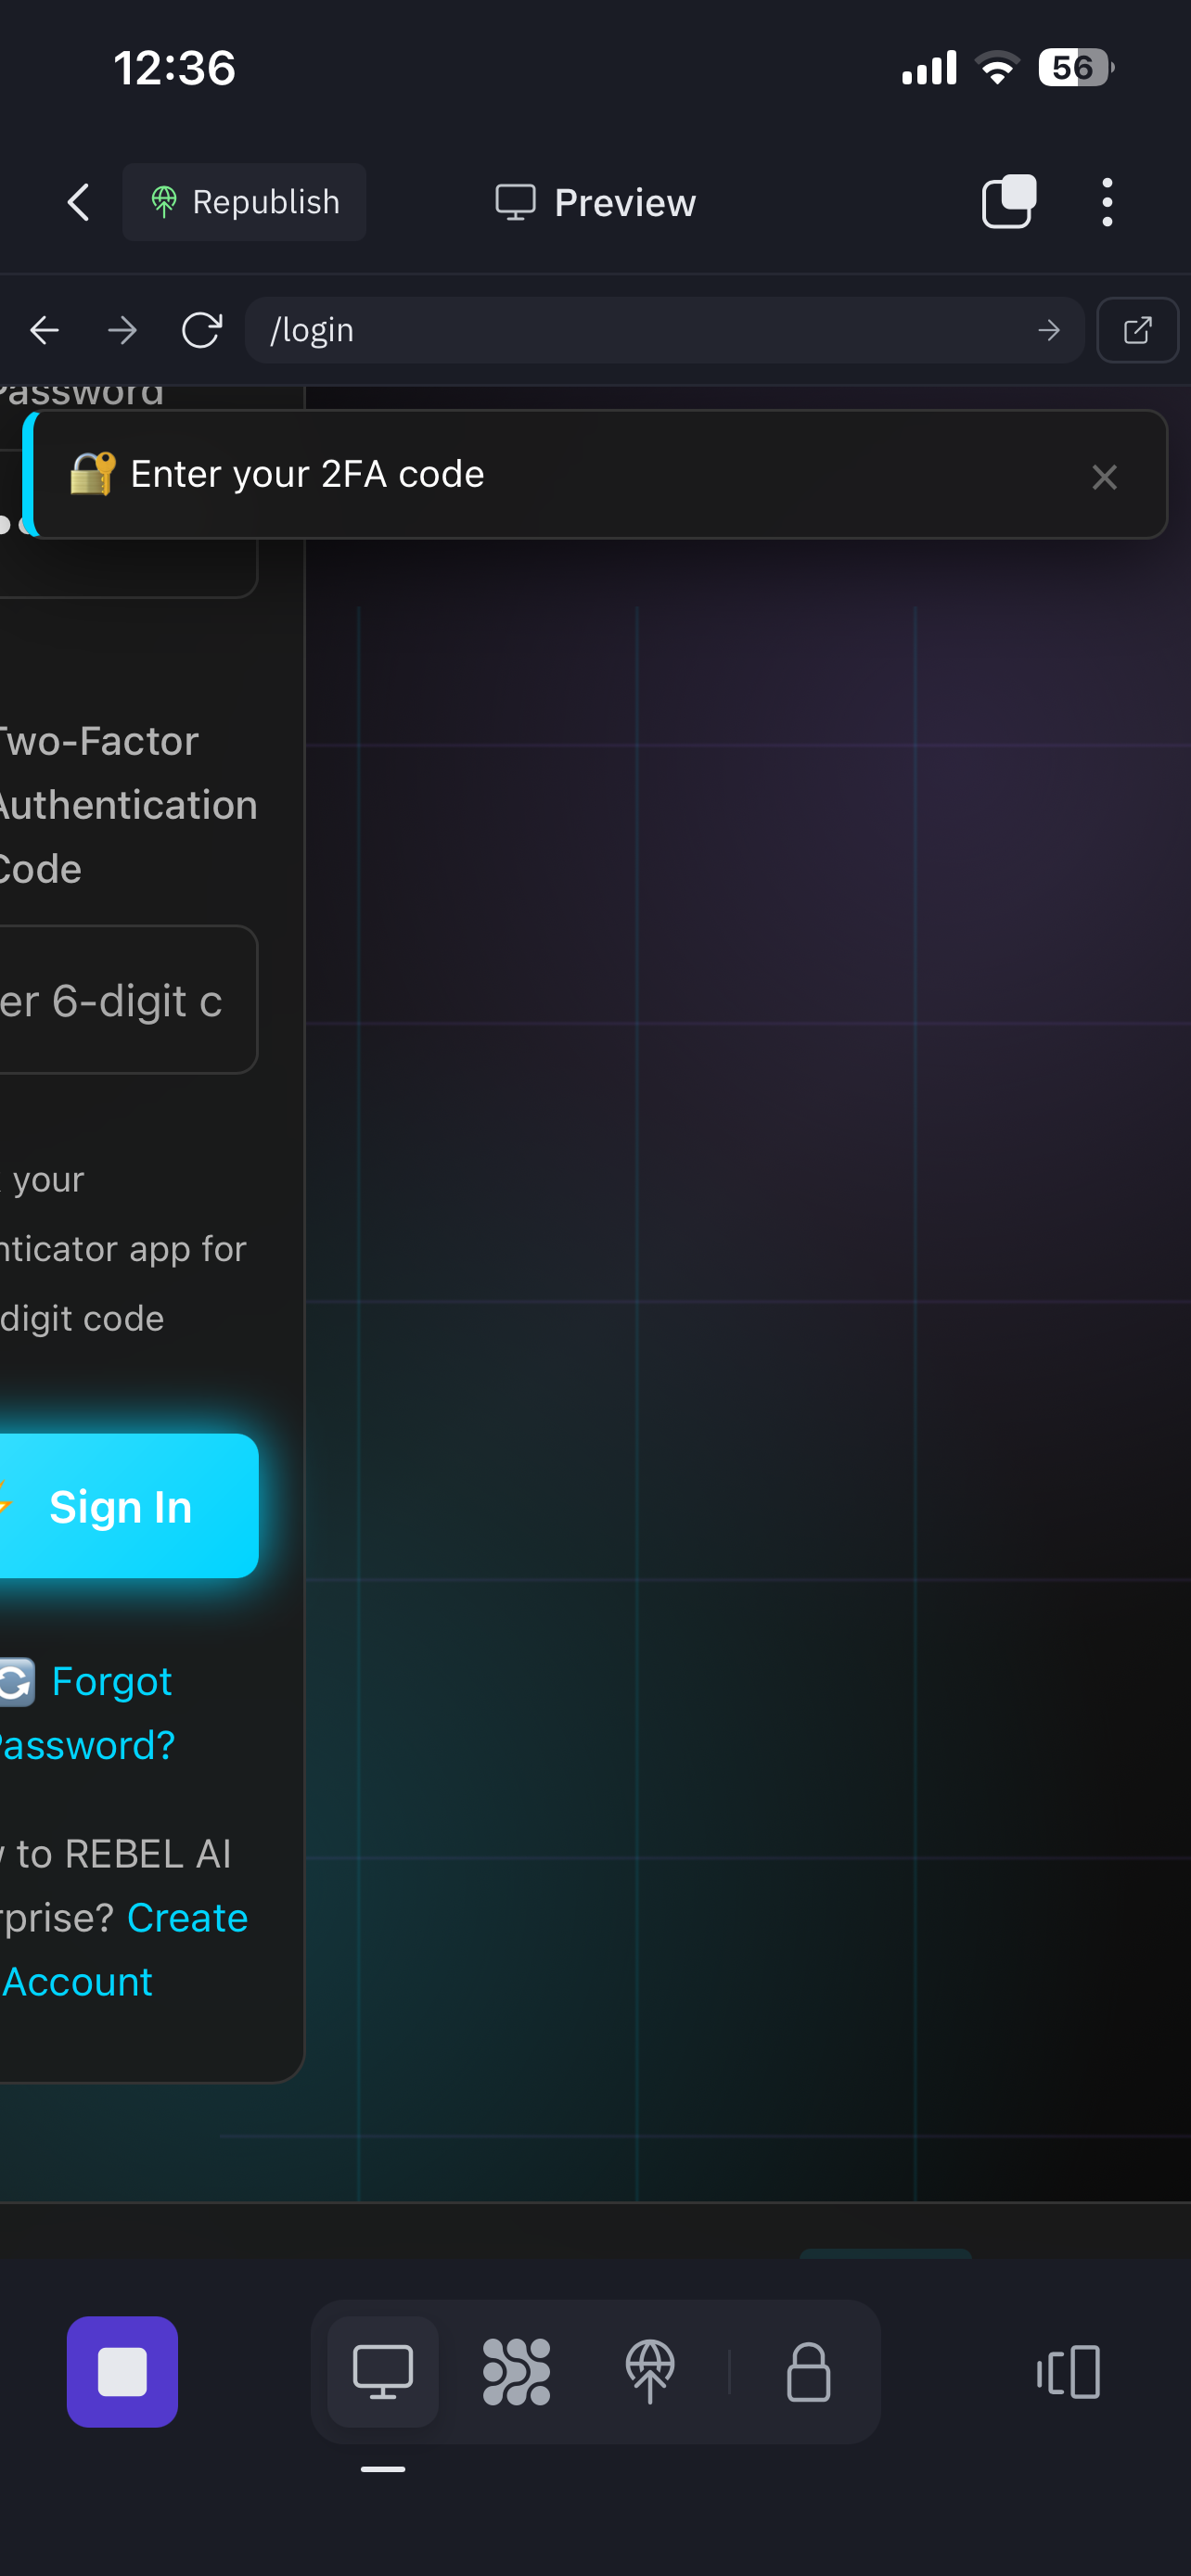 12:36
56
Republish
Preview
/login
Password
Enter your 2FA code
Two-Factor
Authentication
Code
er 6-digit c
your
nticator app for
digit code
Sign In
Forgot
Password?
to REBEL AI
rprise? Create
Account